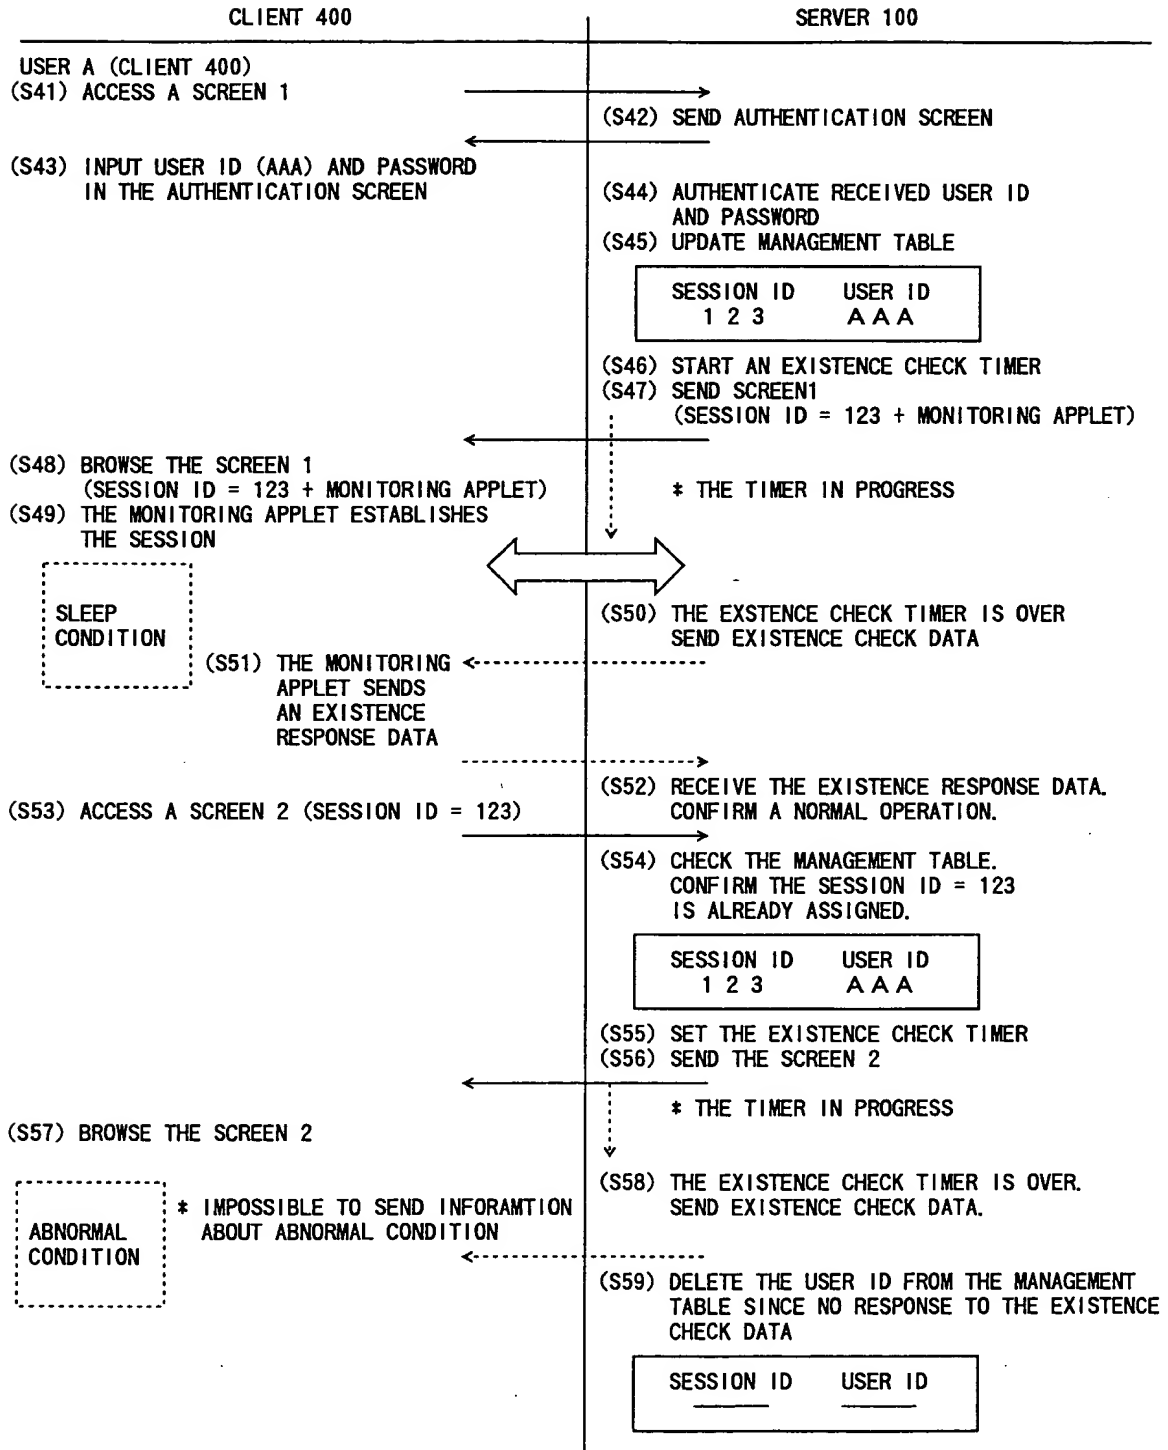 CLIENT 400
SERVER 100
USER A (CLIENT 400)
(S41) ACCESS A SCREEN 1
(S42) SEND AUTHENTICATION SCREEN
(S43) INPUT USER ID (AAA) AND PASSWORD
IN THE AUTHENTICATION SCREEN
(S44) AUTHENTICATE RECEIVED USER ID
AND PASSWORD
(S45) UPDATE MANAGEMENT TABLE
SESSION ID USER ID
1 2 3 A A A
(S46) START AN EXISTENCE CHECK TIMER
(S47) SEND SCREEN1
(SESSION ID = 123 + MONITORING APPLET)
(S48) BROWSE THE SCREEN 1
(SESSION ID = 123 + MONITORING APPLET)
* THE TIMER IN PROGRESS
(S49) THE MONITORING APPLET ESTABLISHES
THE SESSION
SLEEP
CONDITION
(S50) THE EXSTENCE CHECK TIMER IS OVER
SEND EXISTENCE CHECK DATA
(S51) THE MONITORING
APPLET SENDS
AN EXISTENCE
RESPONSE DATA
(S52) RECEIVE THE EXISTENCE RESPONSE DATA.
CONFIRM A NORMAL OPERATION.
(S53) ACCESS A SCREEN 2 (SESSION ID = 123)
(S54) CHECK THE MANAGEMENT TABLE.
CONFIRM THE SESSION ID = 123
IS ALREADY ASSIGNED.
SESSION ID USER ID
1 2 3 A A A
(S55) SET THE EXISTENCE CHECK TIMER
(S56) SEND THE SCREEN 2
* THE TIMER IN PROGRESS
(S57) BROWSE THE SCREEN 2
(S58) THE EXISTENCE CHECK TIMER IS OVER.
SEND EXISTENCE CHECK DATA.
ABNORMAL
CONDITION
* IMPOSSIBLE TO SEND INFORAMTION
ABOUT ABNORMAL CONDITION
(S59) DELETE THE USER ID FROM THE MANAGEMENT
TABLE SINCE NO RESPONSE TO THE EXISTENCE
CHECK DATA
SESSION ID USER ID